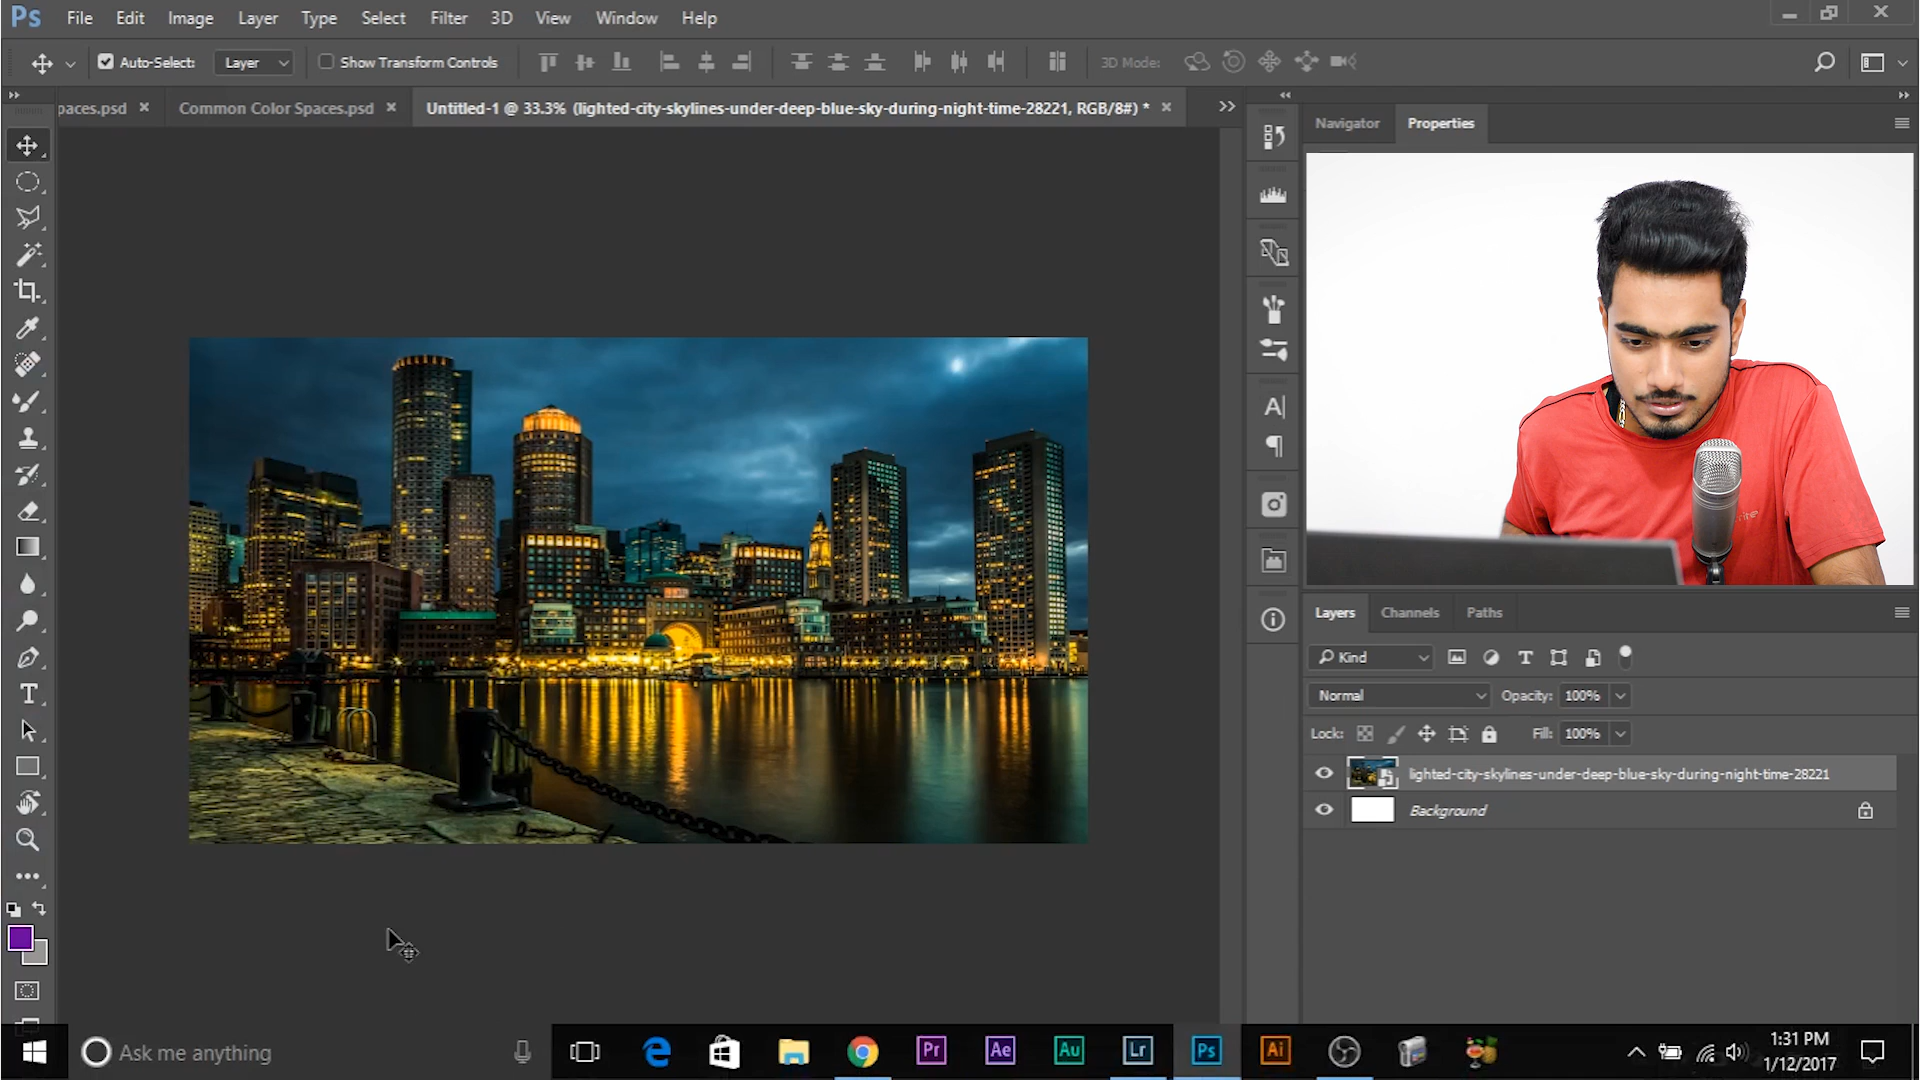 Ps File Edit Image Layer Type Select Filter 3D View Window Help
Auto-Select: Layer Show Transform Controls 3D Mode:
paces.psd Common Color Spaces.psd Untitled-1 @ 33.3% (lighted-city-skylines-under-deep-blue-sky-during-night-time-28221, RGB/8#) *
Navigator Properties
Layers Channels Paths
Kind
Normal Opacity: 100%
Lock: Fill: 100%
lighted-city-skylines-under-deep-blue-sky-during-night-time-28221
Background
Ask me anything
Pr Ae Au Lr Ps Ai
1:31 PM
1/12/2017